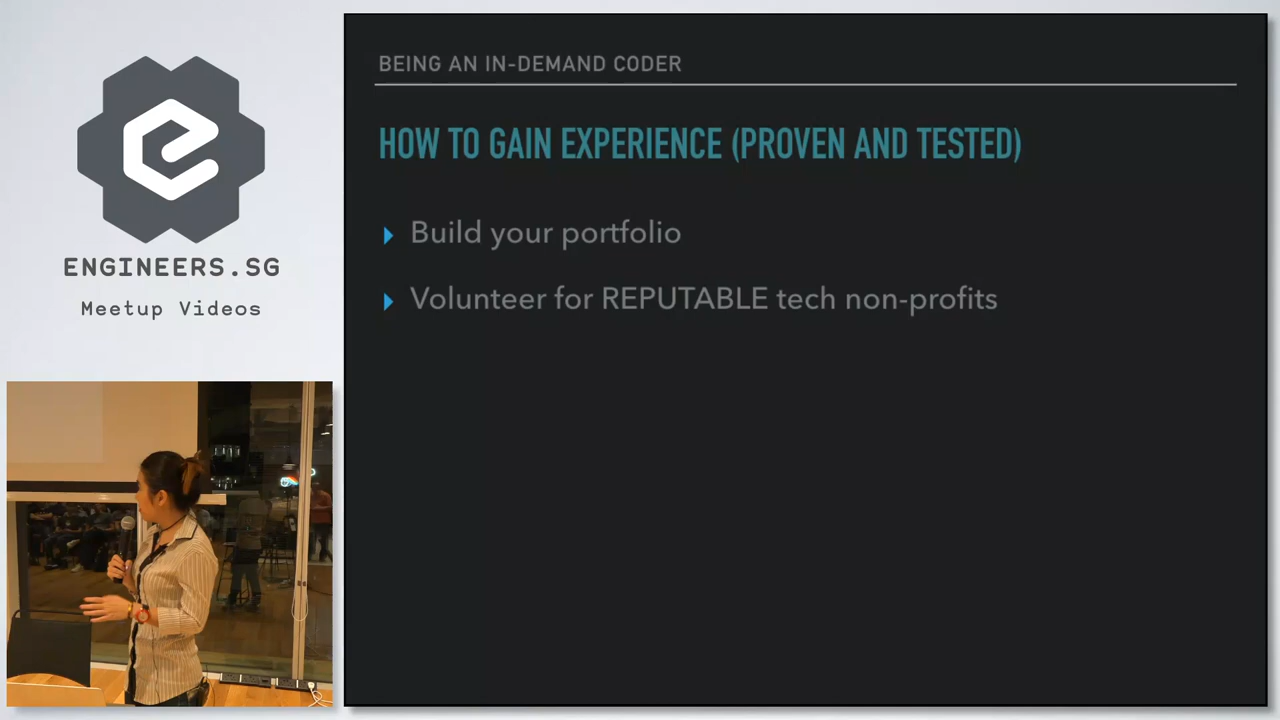 ENGINEERS.SG
Meetup Videos
BEING AN IN-DEMAND CODER
HOW TO GAIN EXPERIENCE (PROVEN AND TESTED)
Build your portfolio
Volunteer for REPUTABLE tech non-profits